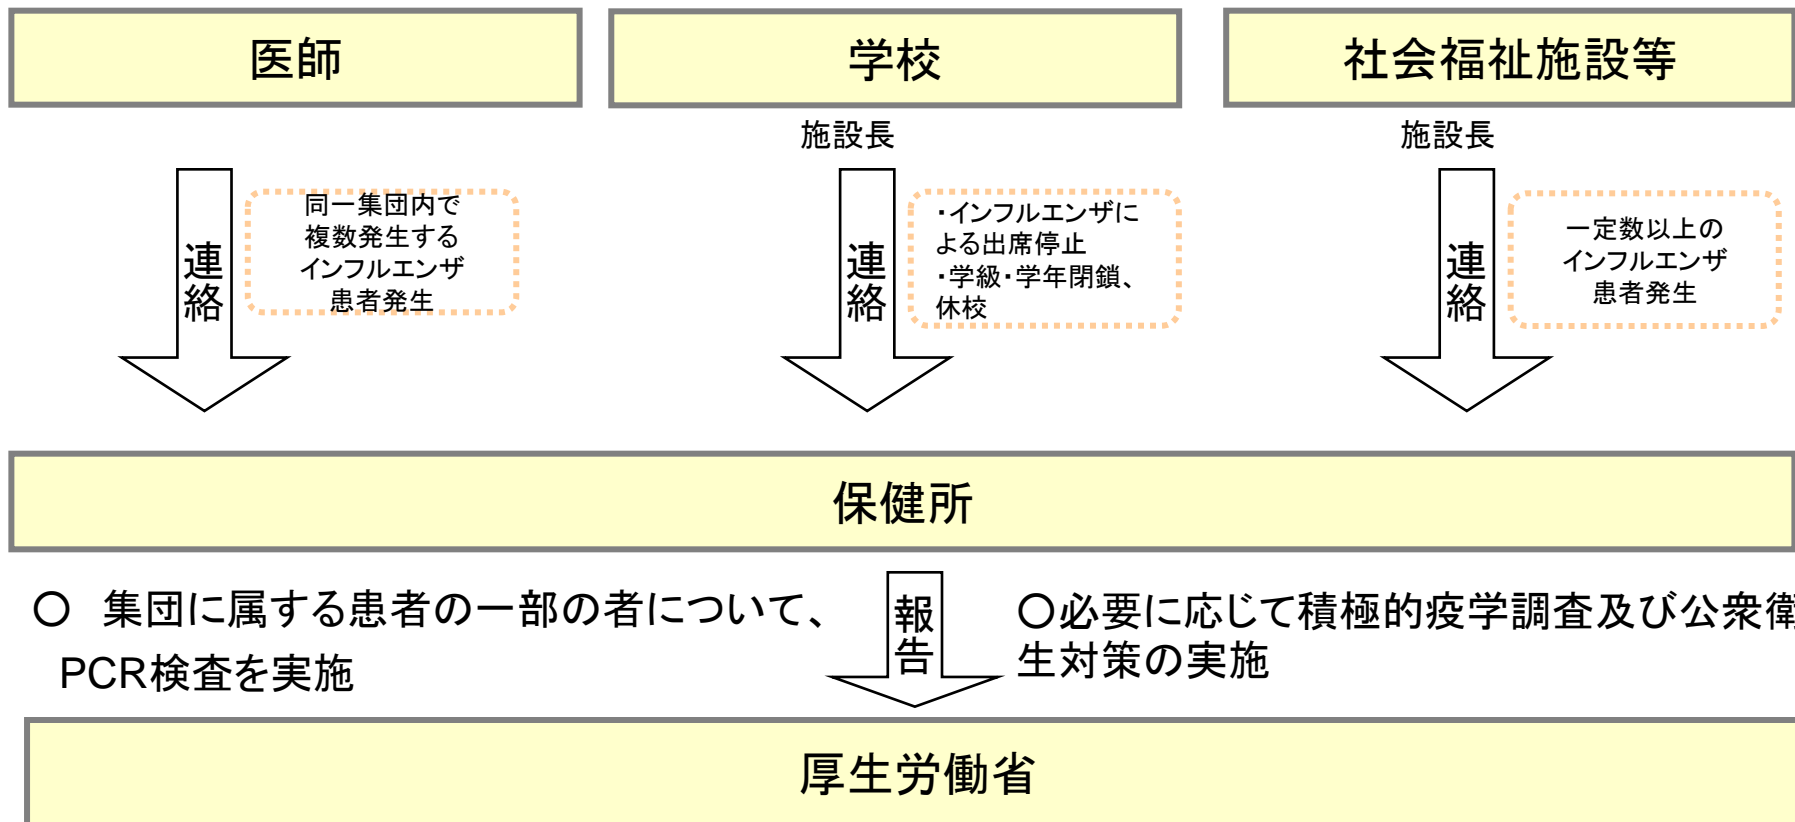 医師
学校
社会福祉施設等
施設長
施設長
連絡
同一集団内で
複数発生する
インフルエンザ
患者発生
連絡
・インフルエンザに
よる出席停止
・学級・学年閉鎖、
休校
連絡
一定数以上の
インフルエンザ
患者発生
保健所
○　集団に属する患者の一部の者について、
PCR検査を実施
報告
○必要に応じて積極的疫学調査及び公衆衛
生対策の実施
厚生労働省